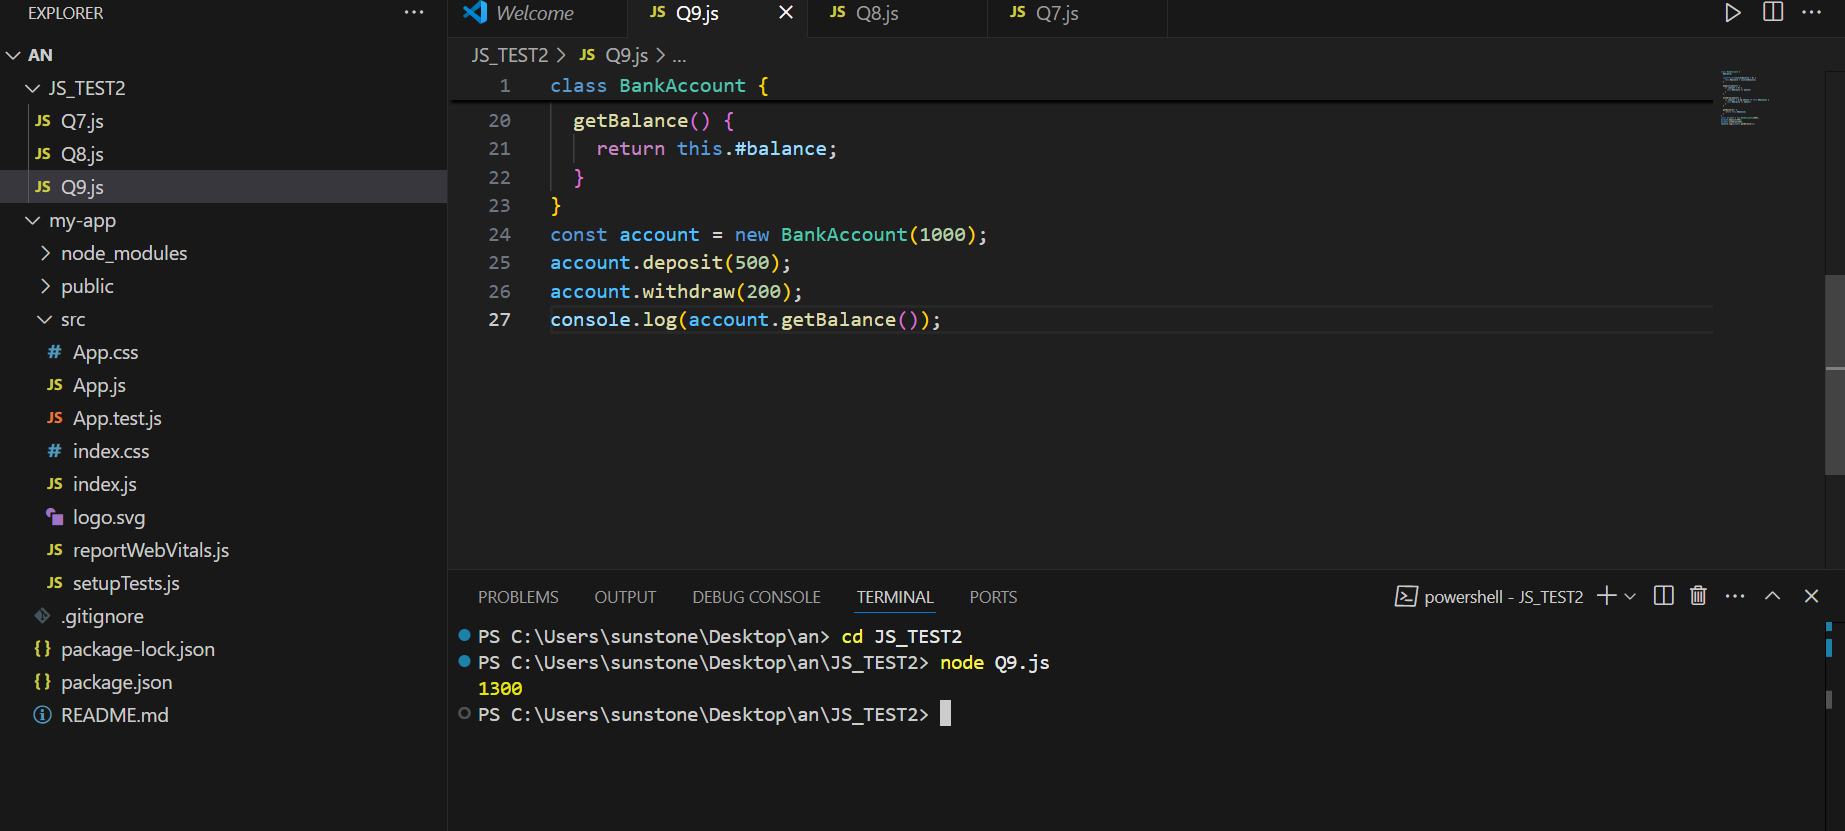 EXPLORER
AN
JS_TEST2
JS Q7.js
JS Q8.js
JS Q9.js
my-app
node_modules
public
src
# App.css
JS App.js
JS App.test.js
# index.css
JS index.js
logo.svg
JS reportWebVitals.js
JS setupTests.js
.gitignore
{} package-lock.json
{} package.json
README.md
Welcome
JS Q9.js
JS Q8.js
JS Q7.js
JS_TEST2 > JS Q9.js > ...
1 class BankAccount {
20 getBalance() {
21 return this.#balance;
22 }
23 }
24 const account = new BankAccount(1000);
25 account.deposit(500);
26 account.withdraw(200);
27 console.log(account.getBalance());
PROBLEMS OUTPUT DEBUG CONSOLE TERMINAL PORTS
powershell - JS_TEST2
PS C:\Users\sunstone\Desktop\an> cd JS_TEST2
PS C:\Users\sunstone\Desktop\an\JS_TEST2> node Q9.js
1300
PS C:\Users\sunstone\Desktop\an\JS_TEST2>